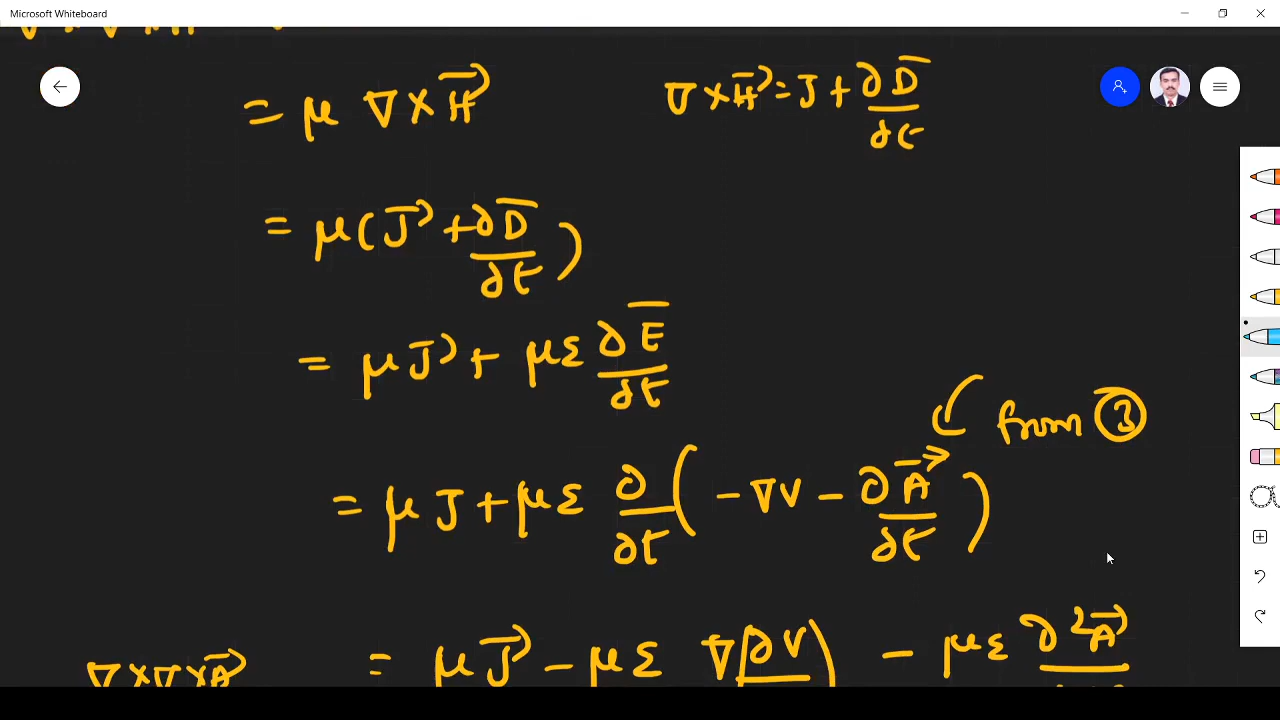 Microsoft Whiteboard
= μ ∇×H⃗
∇×H⃗ = J + ∂D̅/∂t
= μ(J⃗ + ∂D̅/∂t)
= μJ⃗ + με ∂E̅/∂t
from ③
= μJ + με ∂/∂t (-∇V - ∂A⃗/∂t)
∇×∇×A⃗ = μJ⃗ - με ∇(∂V ) - με ∂²A⃗